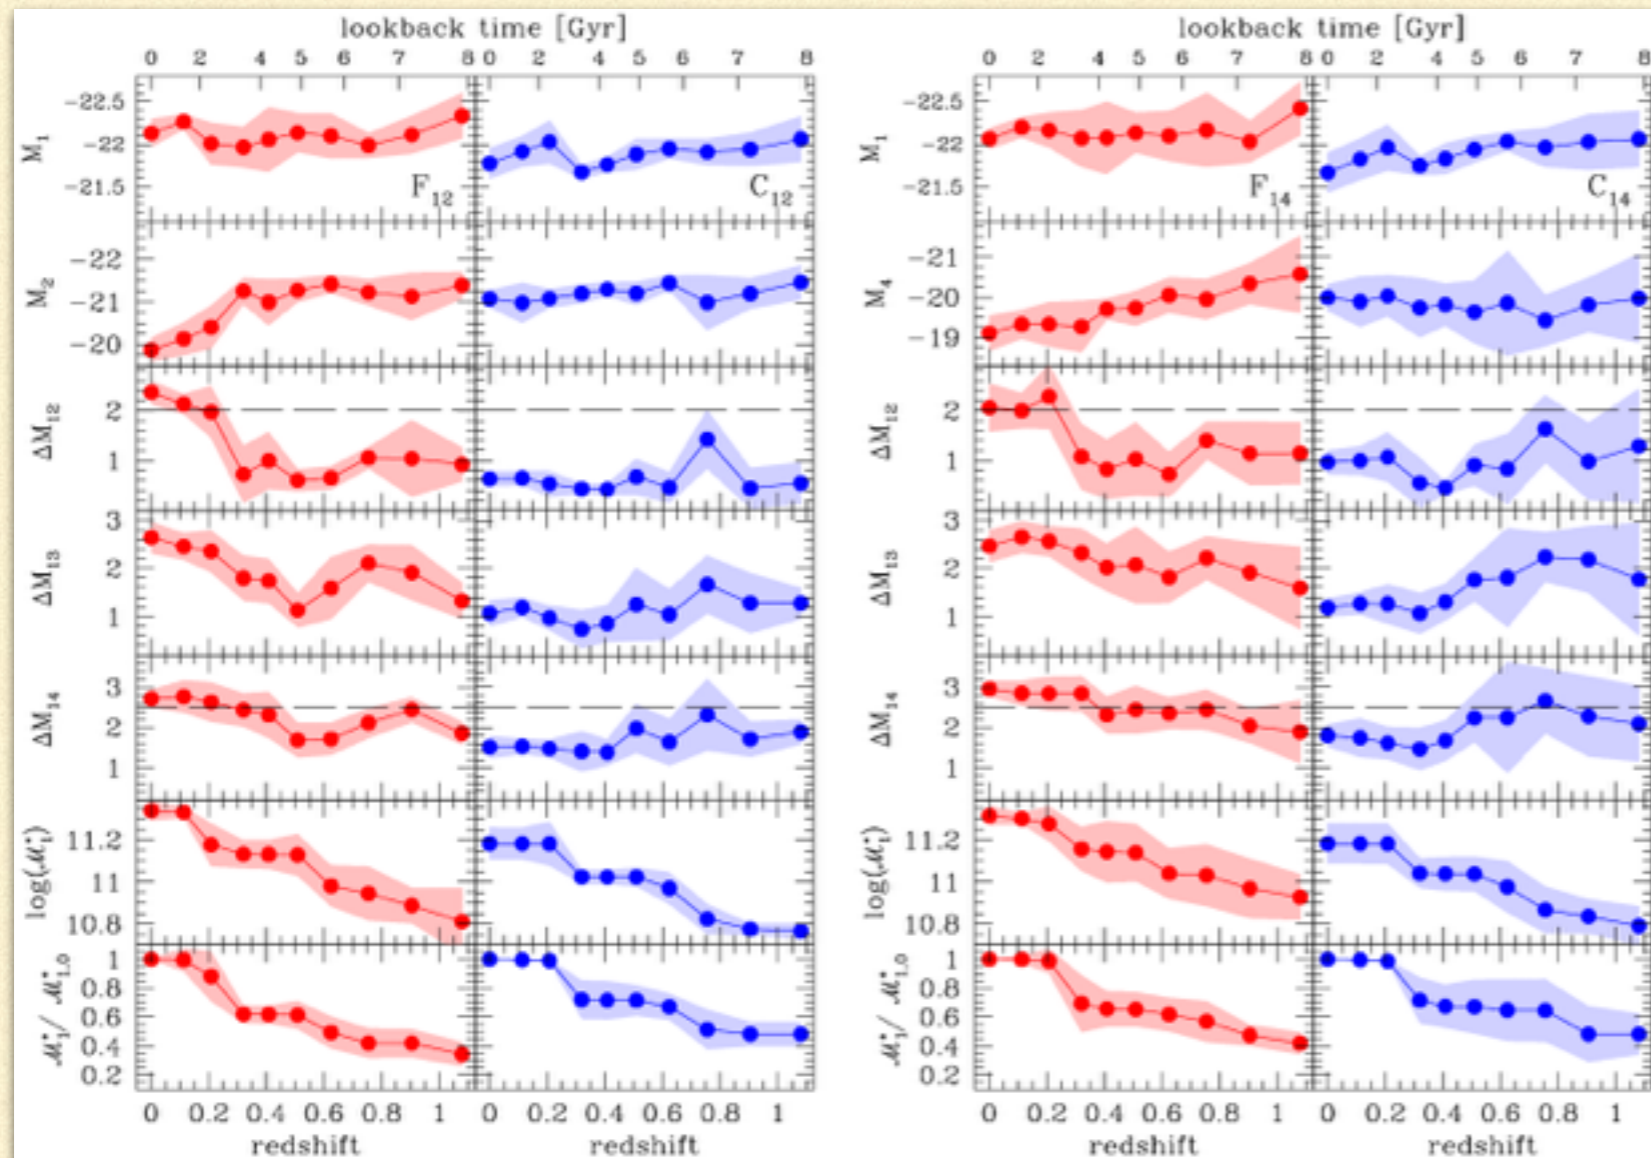 lookback time [Gyr] lookback time [Gyr]
0 2 4 5 6 7 8 0 2 4 5 6 7 8 0 2 4 5 6 7 8 0 2 4 5 6 7 8
M₁ -22.5 -22 -21.5 F₁₂ C₁₂ M₁ -22.5 -22 -21.5 F₁₄ C₁₄
M₂ -22 -21 -20 M₄ -21 -20 -19
ΔM₁₂ 2 1 ΔM₁₂ 2 1
ΔM₁₃ 3 2 1 ΔM₁₃ 3 2 1
ΔM₁₄ 3 2 1 ΔM₁₄ 3 2 1
log(ℳ₁*) 11.2 11 10.8 log(ℳ₁*) 11.2 11 10.8
ℳ₁*/ ℳ₁,₀* 1 0.8 0.6 0.4 0.2 ℳ₁*/ ℳ₁,₀* 1 0.8 0.6 0.4 0.2
0 0.2 0.4 0.6 0.8 1 0 0.2 0.4 0.6 0.8 1 0 0.2 0.4 0.6 0.8 1 0 0.2 0.4 0.6 0.8 1
redshift redshift redshift redshift